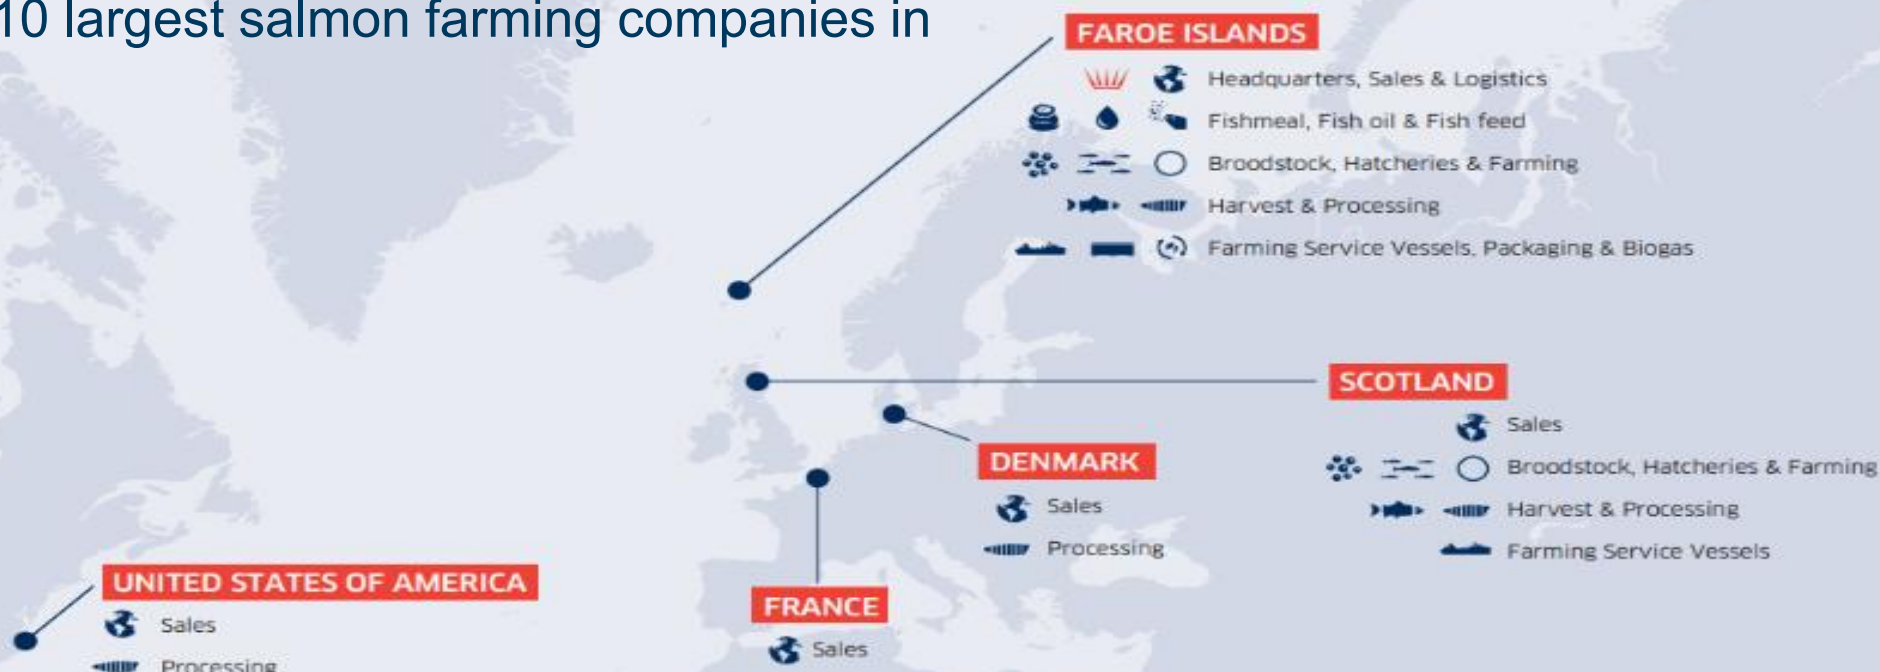 10 largest salmon farming companies in
FAROE ISLANDS
Headquarters, Sales & Logistics
Fishmeal, Fish oil & Fish feed
Broodstock, Hatcheries & Farming
Harvest & Processing
Farming Service Vessels, Packaging & Biogas
SCOTLAND
Sales
Broodstock, Hatcheries & Farming
Harvest & Processing
Farming Service Vessels
DENMARK
Sales
Processing
FRANCE
Sales
UNITED STATES OF AMERICA
Sales
Processing